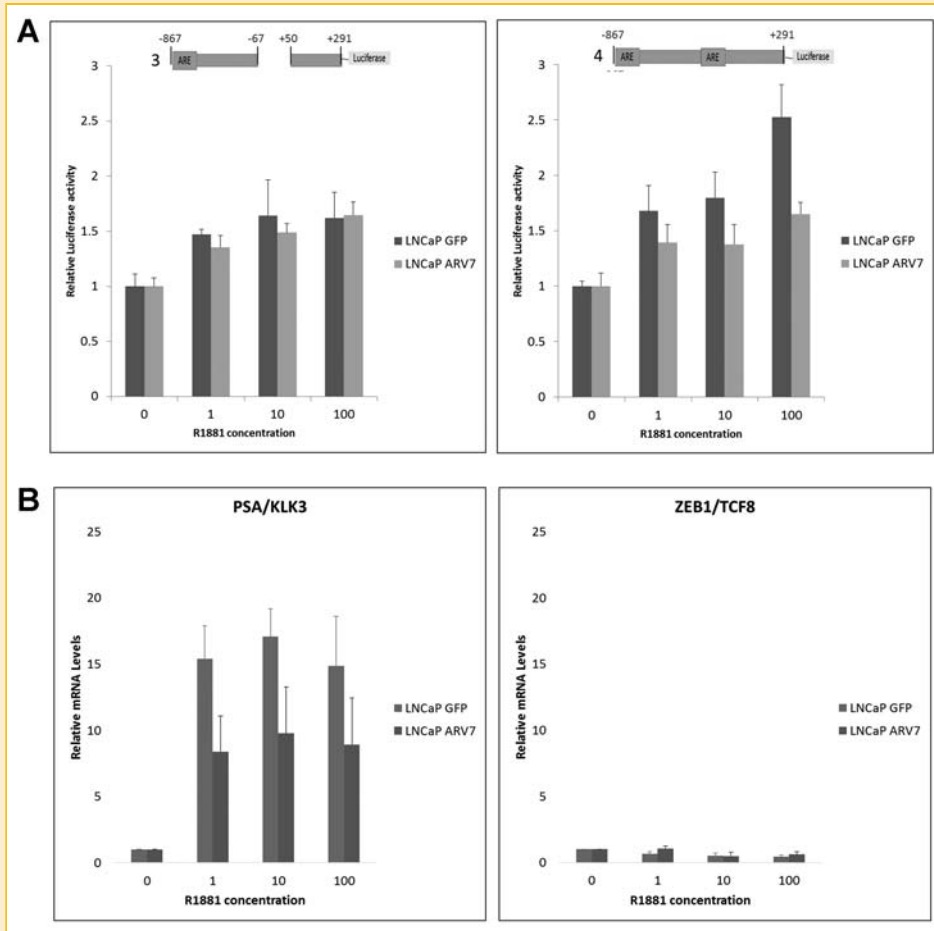 A
-867
-67
+50
+291
3
ARE
Luciferase
3
2.5
2
1.5
1
0.5
0
Relative Luciferase activity
0
1
10
100
R1881 concentration
LNCaP GFP
LNCaP ARV7
-867
+291
4
ARE
ARE
Luciferase
3
2.5
2
1.5
1
0.5
0
Relative Luciferase activity
0
1
10
100
R1881 concentration
LNCaP GFP
LNCaP ARV7
B
PSA/KLK3
25
20
15
10
5
0
Relative mRNA Levels
0
1
10
100
R1881 concentration
LNCaP GFP
LNCaP ARV7
ZEB1/TCF8
25
20
15
10
5
0
Relative mRNA Levels
0
1
10
100
R1881 concentration
LNCaP GFP
LNCaP ARV7